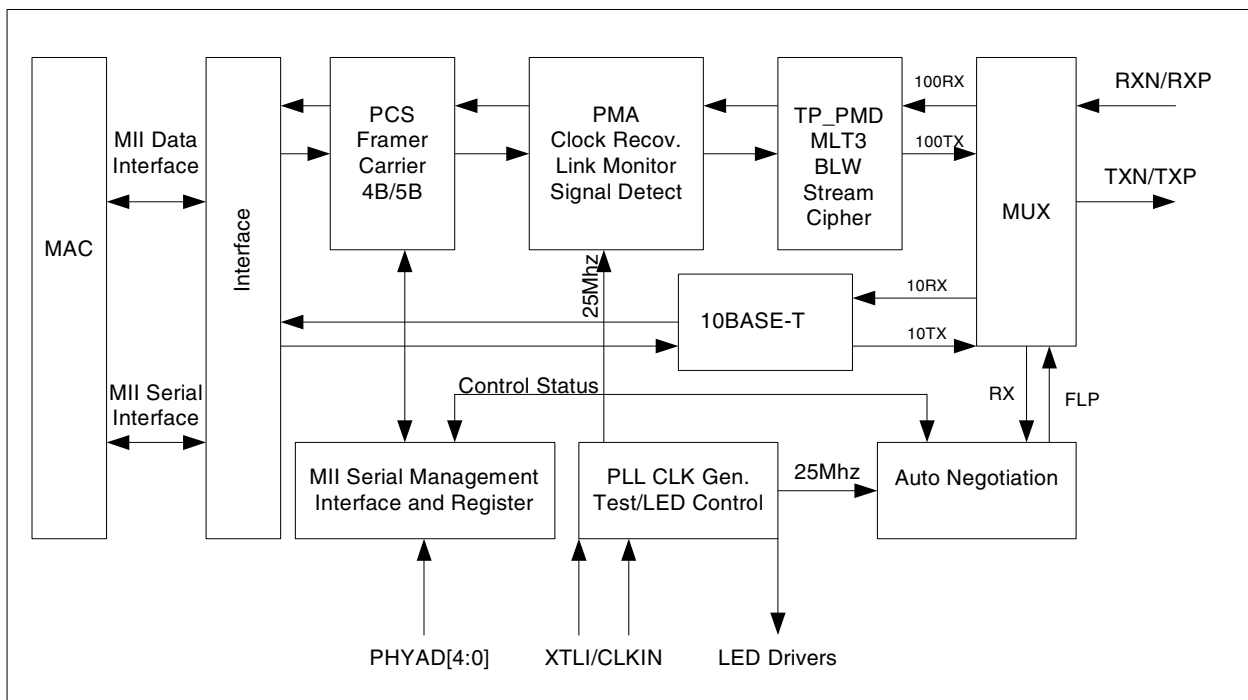 MAC
MII Data
Interface
MII Serial
Interface
Interface
PCS
Framer
Carrier
4B/5B
PMA
Clock Recov.
Link Monitor
Signal Detect
TP_PMD
MLT3
BLW
Stream
Cipher
100RX
100TX
MUX
RXN/RXP
TXN/TXP
25Mhz
10BASE-T
10RX
10TX
Control Status
RX
FLP
MII Serial Management
Interface and Register
PLL CLK Gen.
Test/LED Control
25Mhz
Auto Negotiation
PHYAD[4:0]
XTLI/CLKIN
LED Drivers